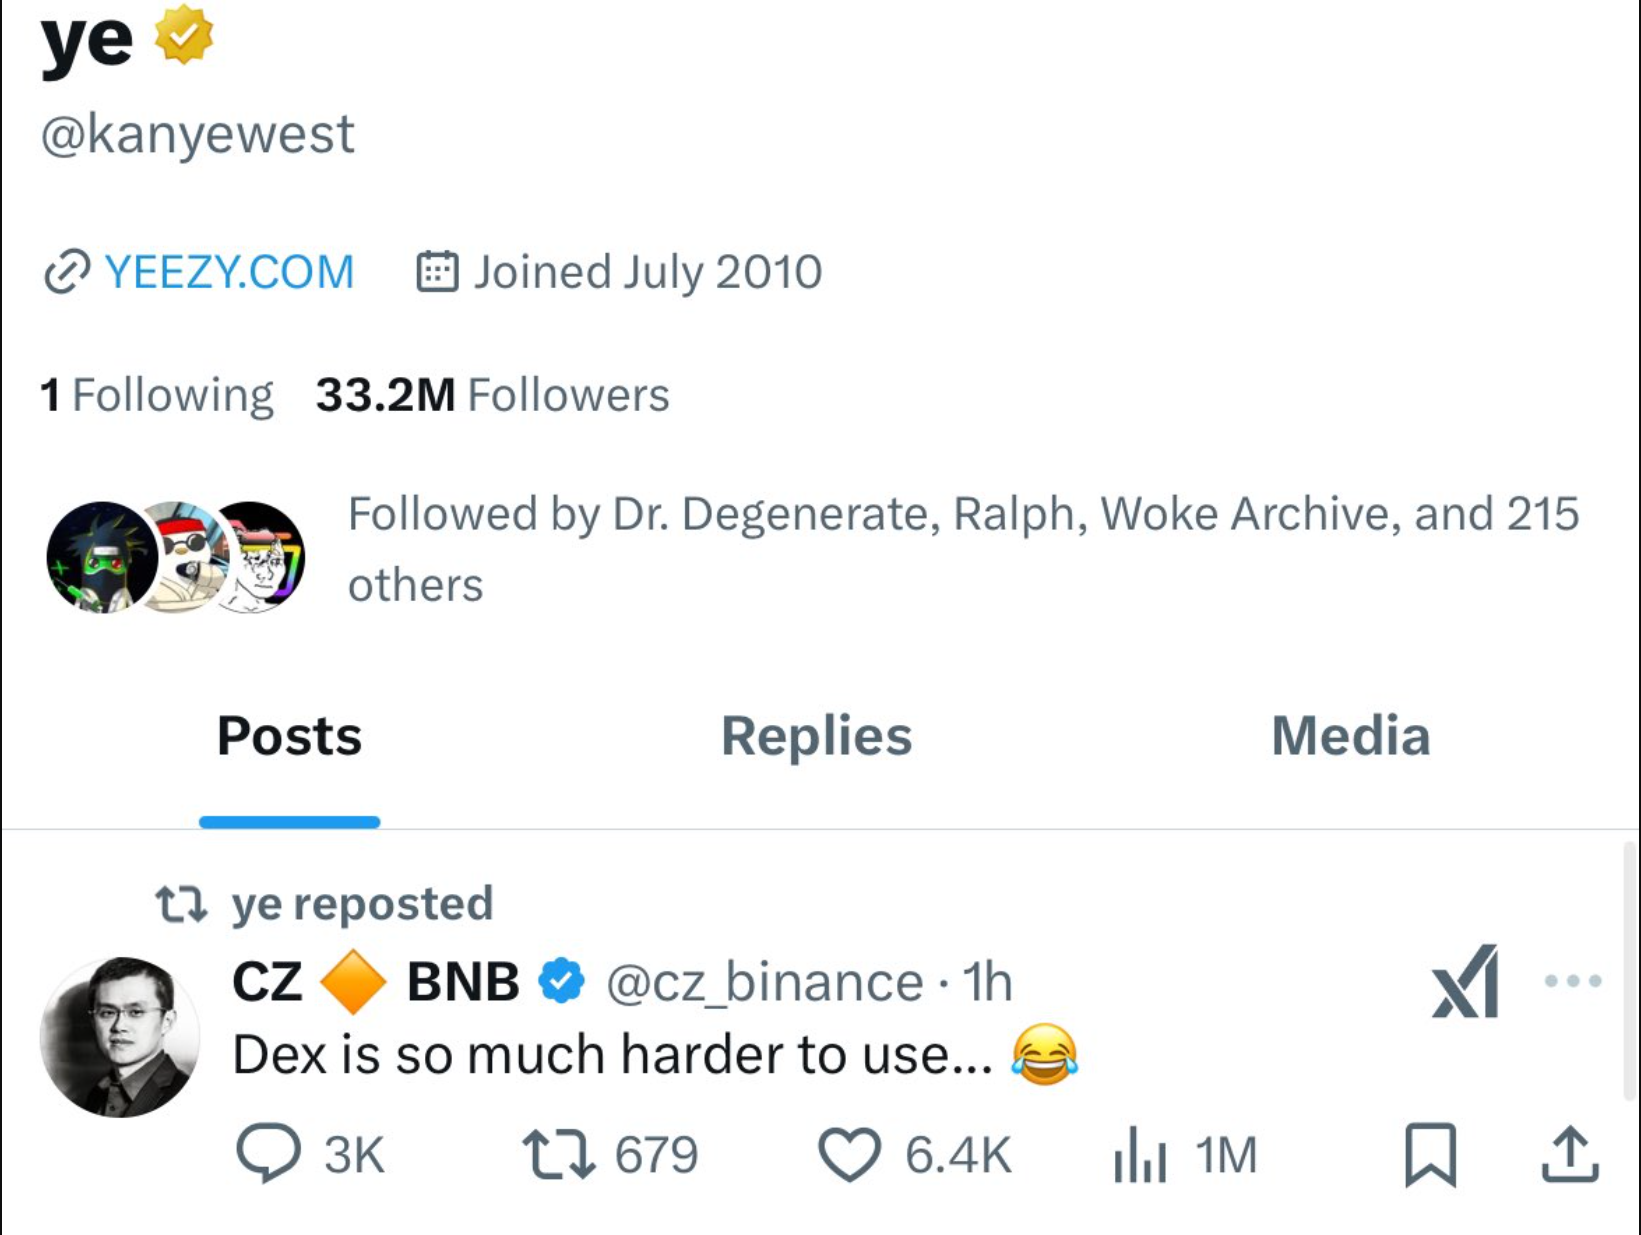 ye
@kanyewest
YEEZY.COM Joined July 2010
1 Following 33.2M Followers
Followed by Dr. Degenerate, Ralph, Woke Archive, and 215
others
Posts Replies Media
ye reposted
CZ 🔶 BNB @cz_binance · 1h
Dex is so much harder to use... 😂
3K 679 6.4K 1M